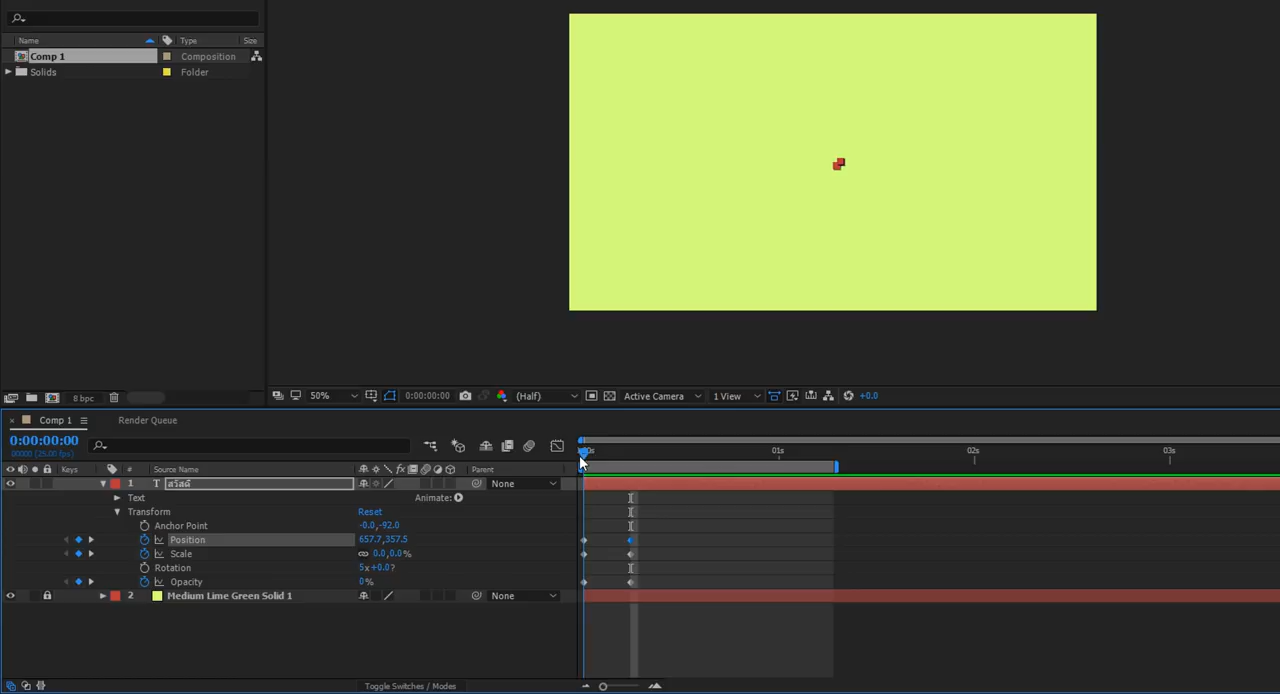 Name Type Size
Comp 1 Composition
Solids Folder
8 bpc
50% 0:00:00:00 (Half) Active Camera 1 View +0.0
Comp 1 Render Queue
0:00:00:00
00000 (25.00 fps)
01s 02s 03s
Keys # Source Name Parent
1 T สวัสดี None
Text Animate:
Transform Reset
Anchor Point -0.0,-92.0
Position 657.7,357.5
Scale 0.0,0.0%
Rotation 5x+0.0?
Opacity 0%
2 Medium Lime Green Solid 1 None
Toggle Switches / Modes